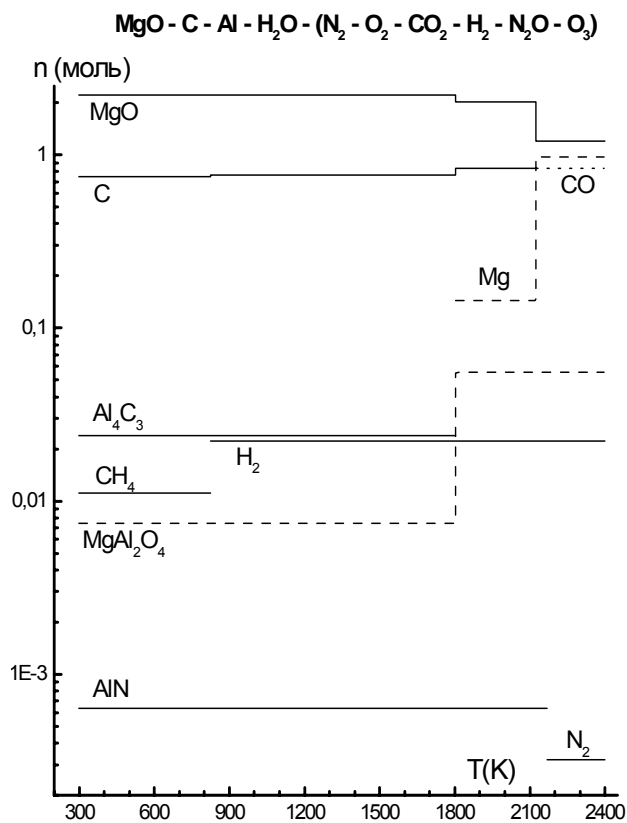 MgO - C - Al - H₂O - (N₂ - O₂ - CO₂ - H₂ - N₂O - O₃)
n (моль)
MgO
1
C
CO
Mg
0,1
Al₄C₃
H₂
CH₄
0,01
MgAl₂O₄
1E-3
AlN
N₂
T(K)
300 600 900 1200 1500 1800 2100 2400